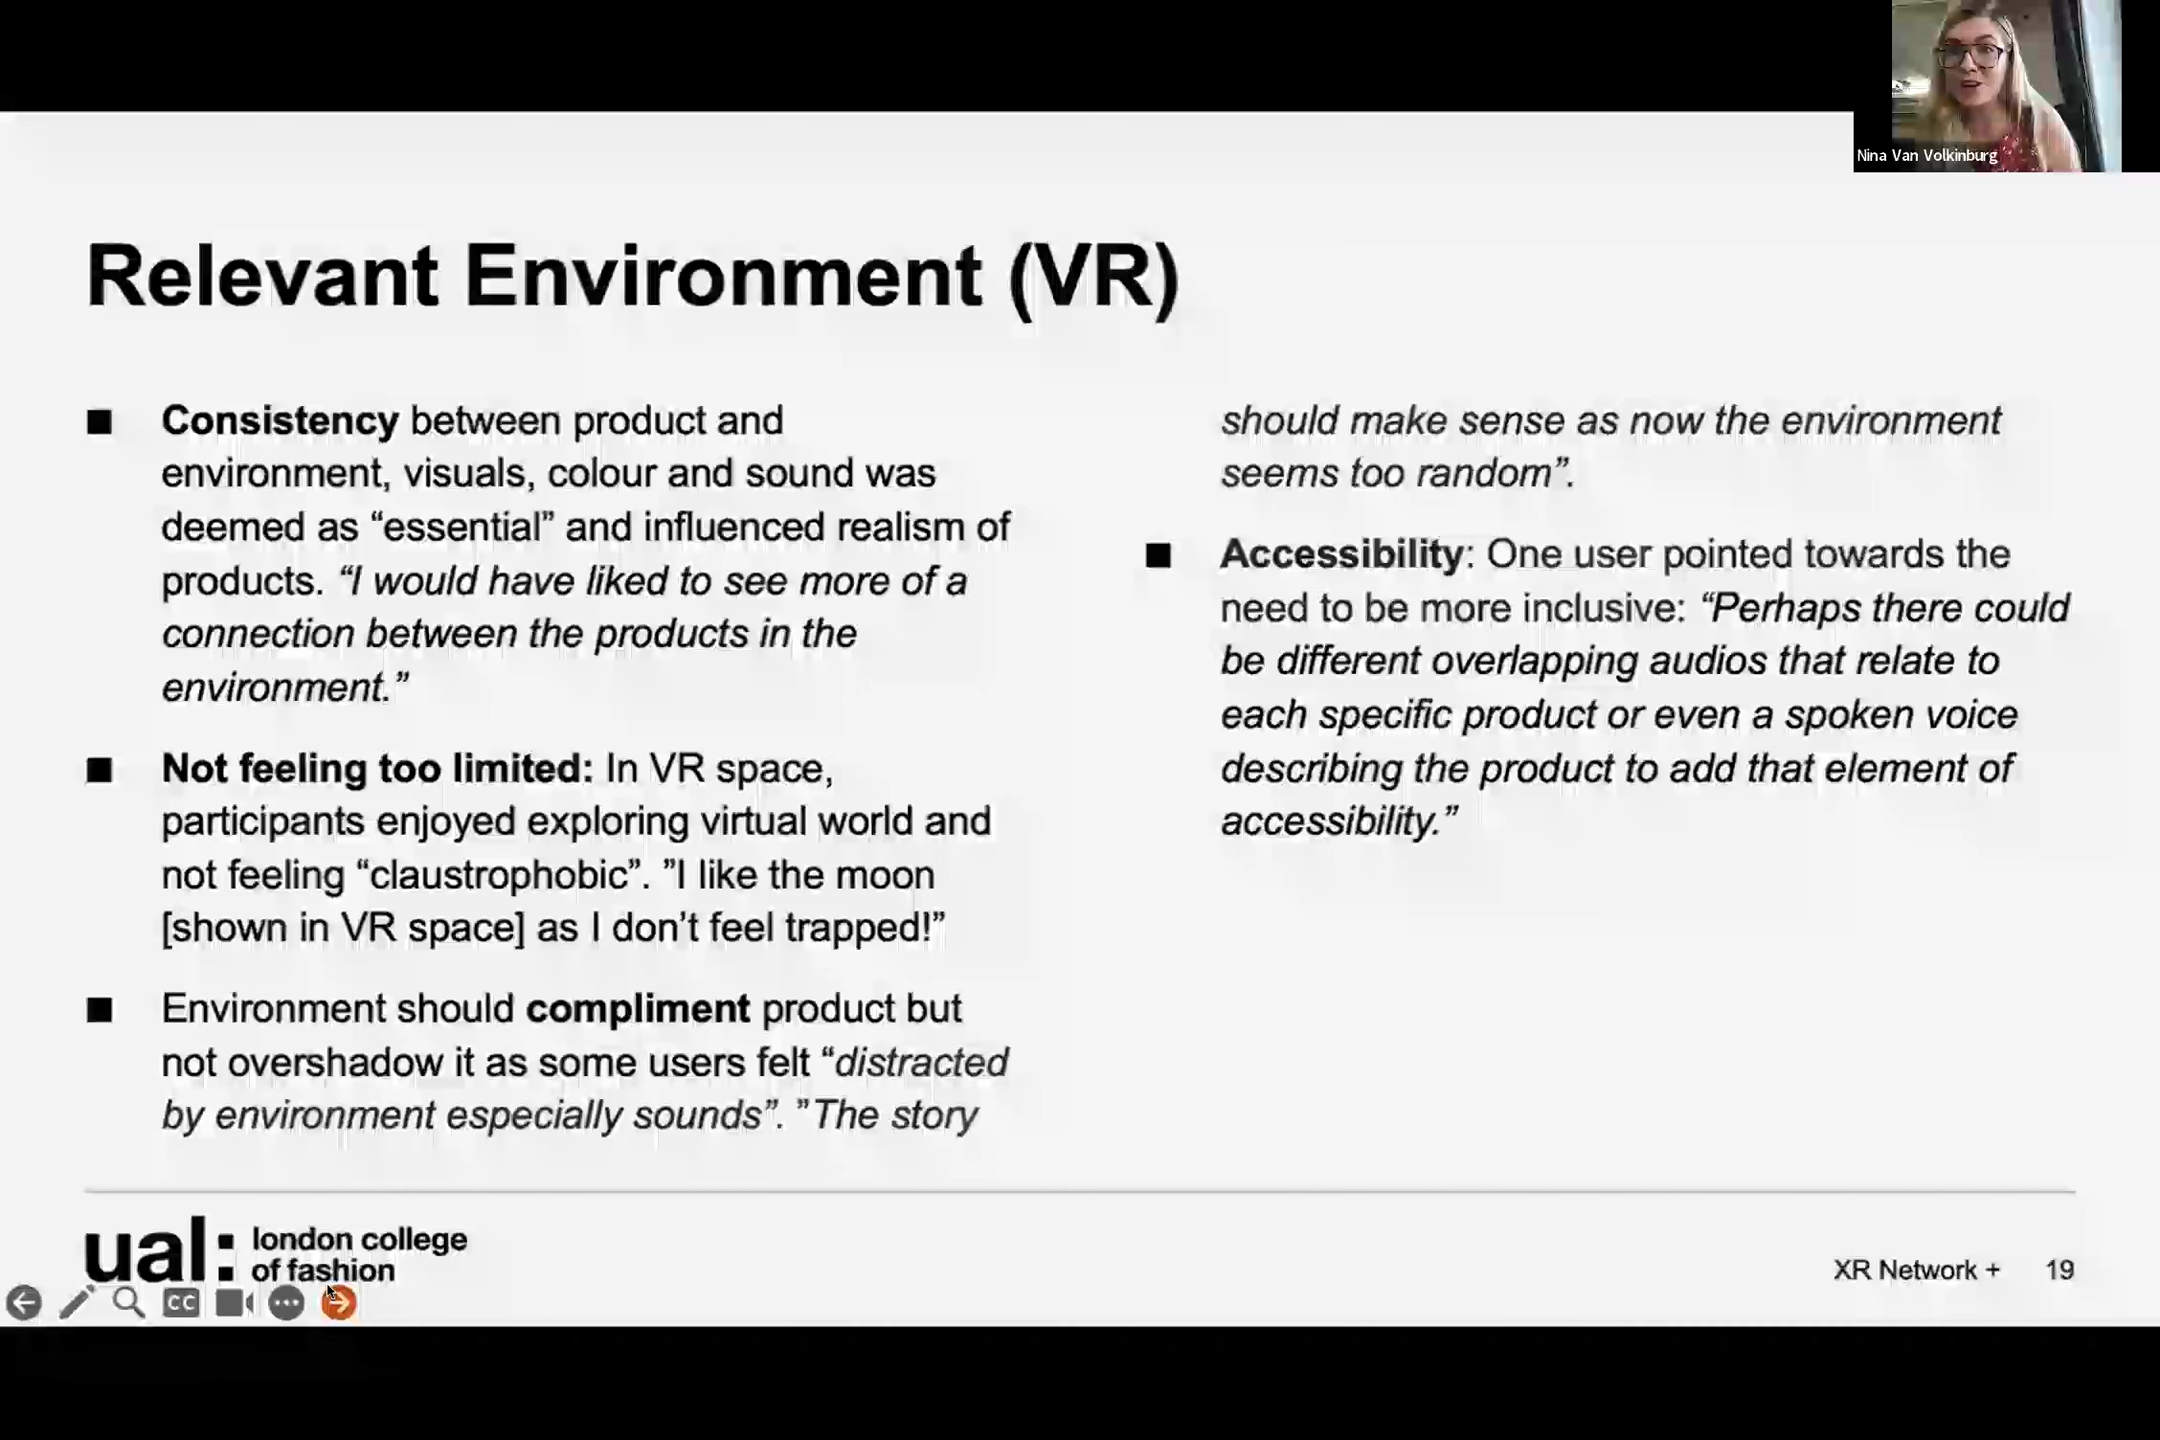 Nina Van Volkinburg
Relevant Environment (VR)
■ Consistency between product and
environment, visuals, colour and sound was
deemed as “essential” and influenced realism of
products. “I would have liked to see more of a
connection between the products in the
environment.”
■ Not feeling too limited: In VR space,
participants enjoyed exploring virtual world and
not feeling “claustrophobic”. ”I like the moon
[shown in VR space] as I don’t feel trapped!”
■ Environment should compliment product but
not overshadow it as some users felt “distracted
by environment especially sounds”. ”The story
should make sense as now the environment
seems too random”.
■ Accessibility: One user pointed towards the
need to be more inclusive: “Perhaps there could
be different overlapping audios that relate to
each specific product or even a spoken voice
describing the product to add that element of
accessibility.”
ual: london college
of fashion
XR Network + 19
CC